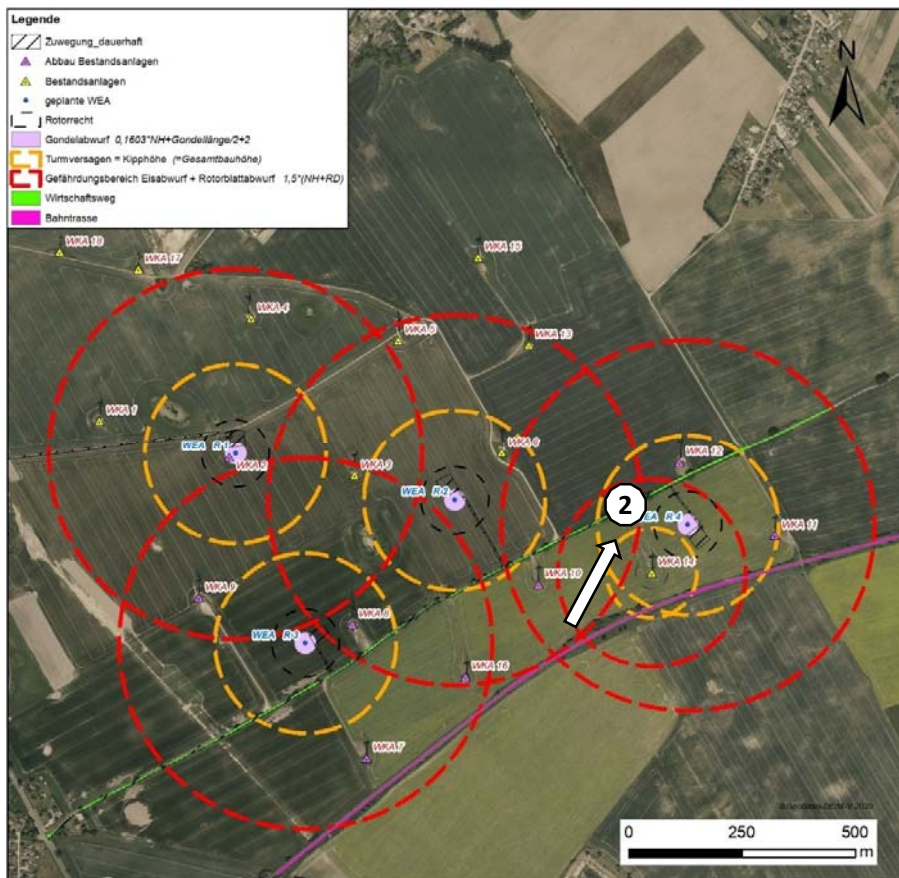 Legende
Zuwegung_dauerhaft
Abbau Bestandsanlagen
Bestandsanlagen
geplante WEA
Rotorrecht
Gondelabwurf 0,1603*NH+Gondellänge/2+2
Turmversagen = Kipphöhe (=Gesamtbauhöhe)
Gefährdungsbereich Eisabwurf + Rotorblattabwurf 1,5*(NH+RD)
Wirtschaftsweg
Bahntrasse
N
WKA 18
WKA 17
WKA 15
WKA 4
WKA 5
WKA 13
WKA 1
WEA R 1
WKA 2
WKA 6
WKA 3
WKA 12
WEA R 2
2
EA R 4
WKA 11
WKA 14
WKA 9
WKA 10
WKA 8
WEA R 3
WKA 16
WKA 7
0 250 500
m